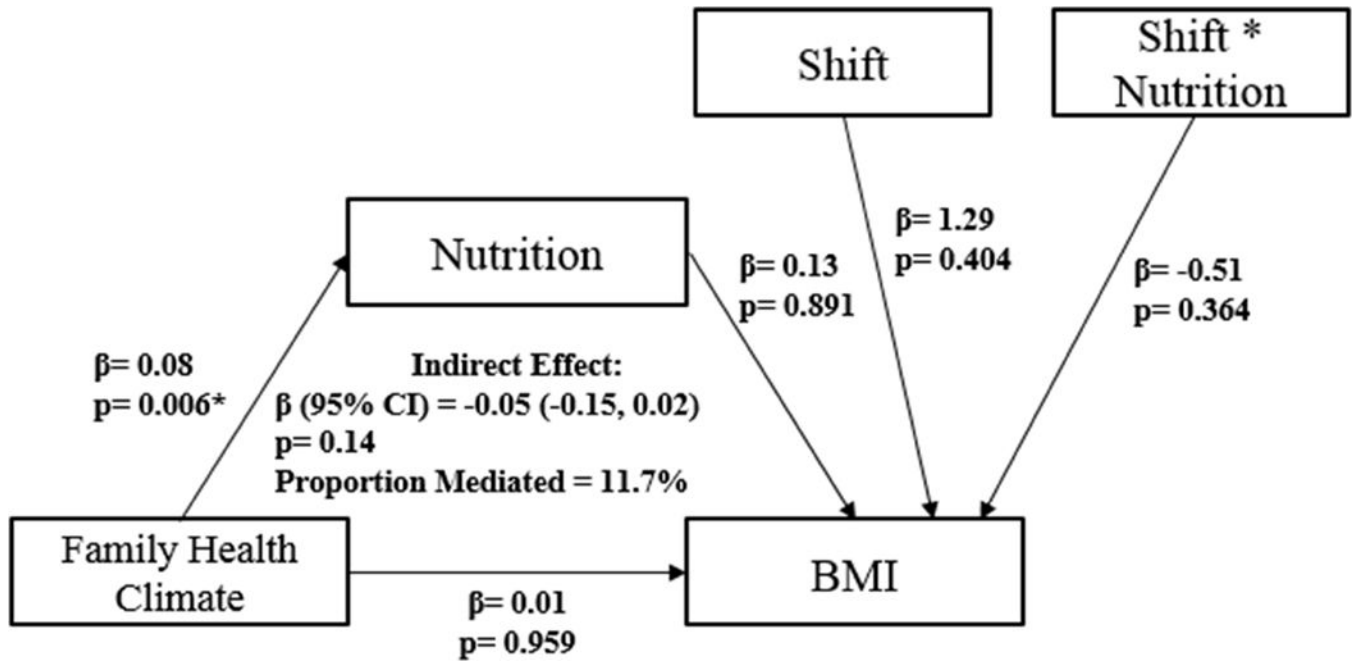 Shift
Shift *
Nutrition
Nutrition
β= 1.29
p= 0.404
β= 0.13
p= 0.891
β= -0.51
p= 0.364
β= 0.08
p= 0.006*
Indirect Effect:
β (95% CI) = -0.05 (-0.15, 0.02)
p= 0.14
Proportion Mediated = 11.7%
Family Health
Climate
BMI
β= 0.01
p= 0.959